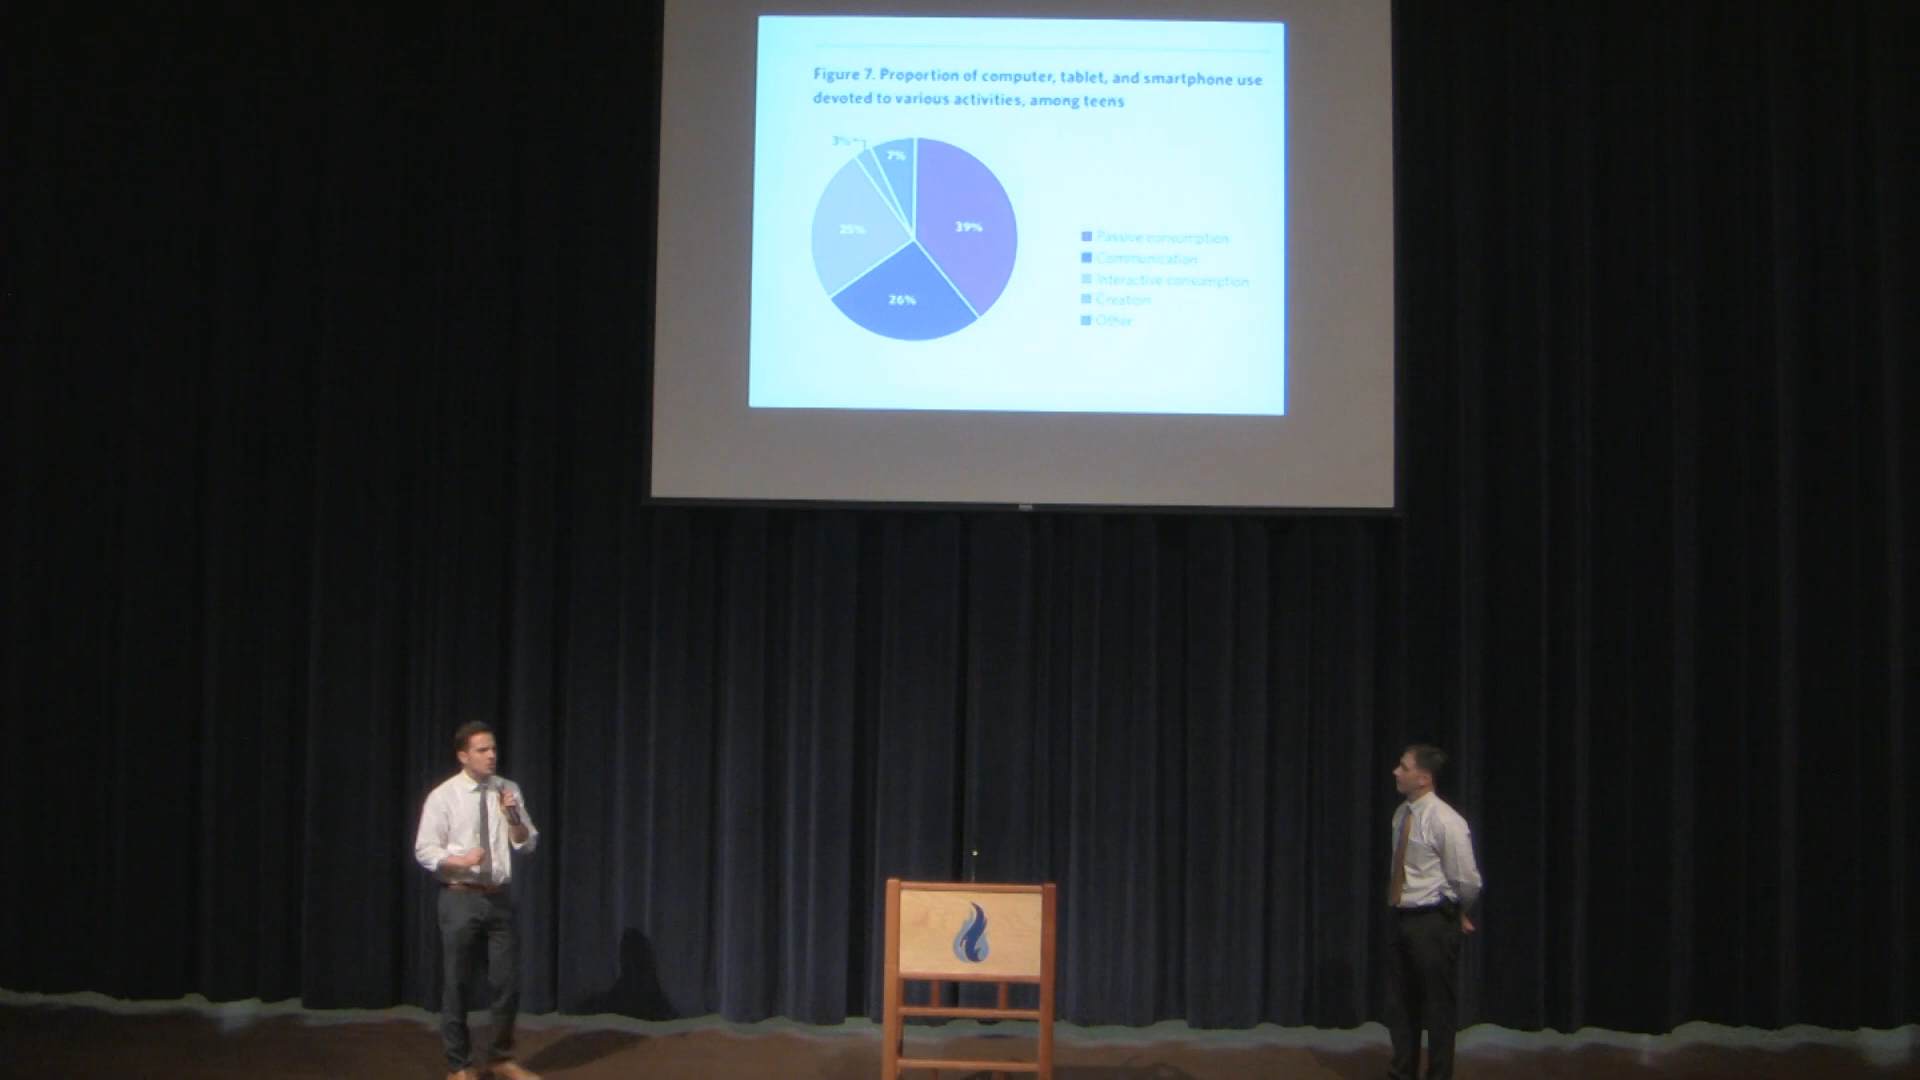 Figure 7. Proportion of computer, tablet, and smartphone use
devoted to various activities, among teens
3%
7%
39%
25%
26%
Passive consumption
Communication
Interactive consumption
Creation
Other